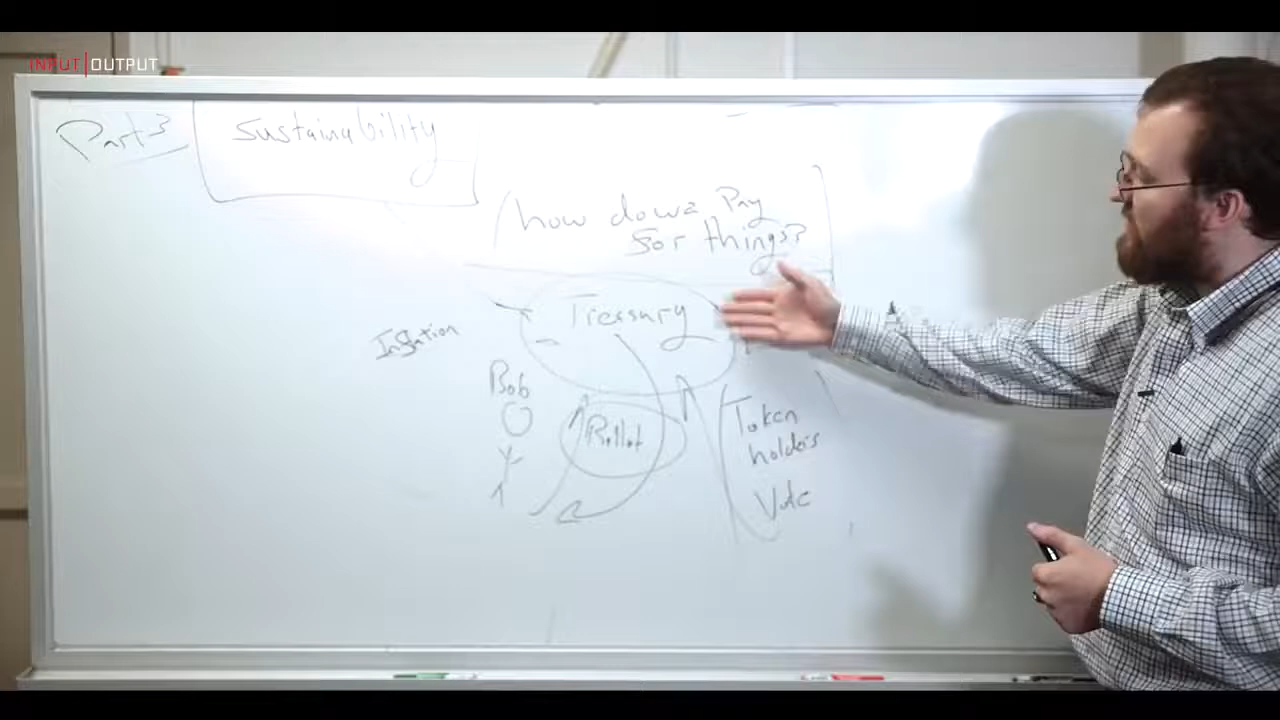 INPUT|OUTPUT
Part 3
Sustainability
how do we Pay
for things?
Treasury
Inflation
Bob
Ballot
Token
holders
Vote